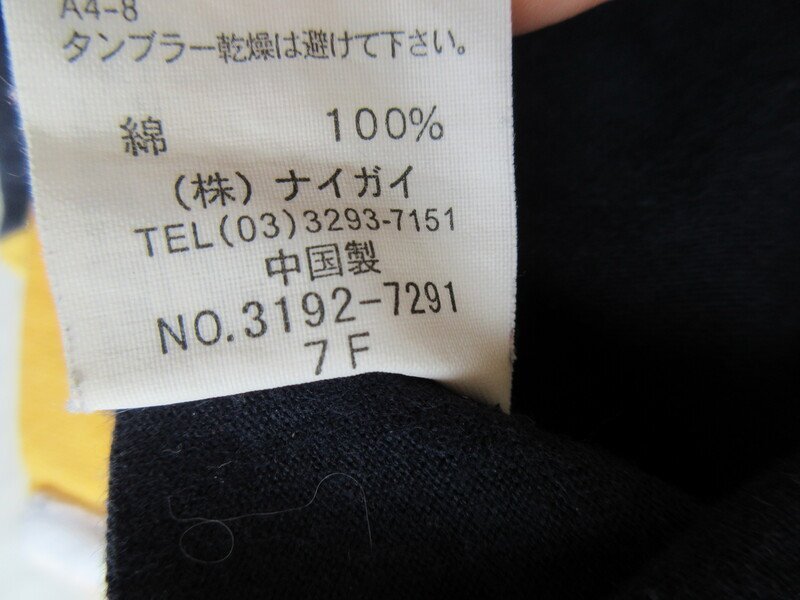 A4-8
タンブラー乾燥は避けて下さい。
綿 100%
(株) ナイガイ
TEL(03)3293-7151
中国製
NO.3192-7291
7F